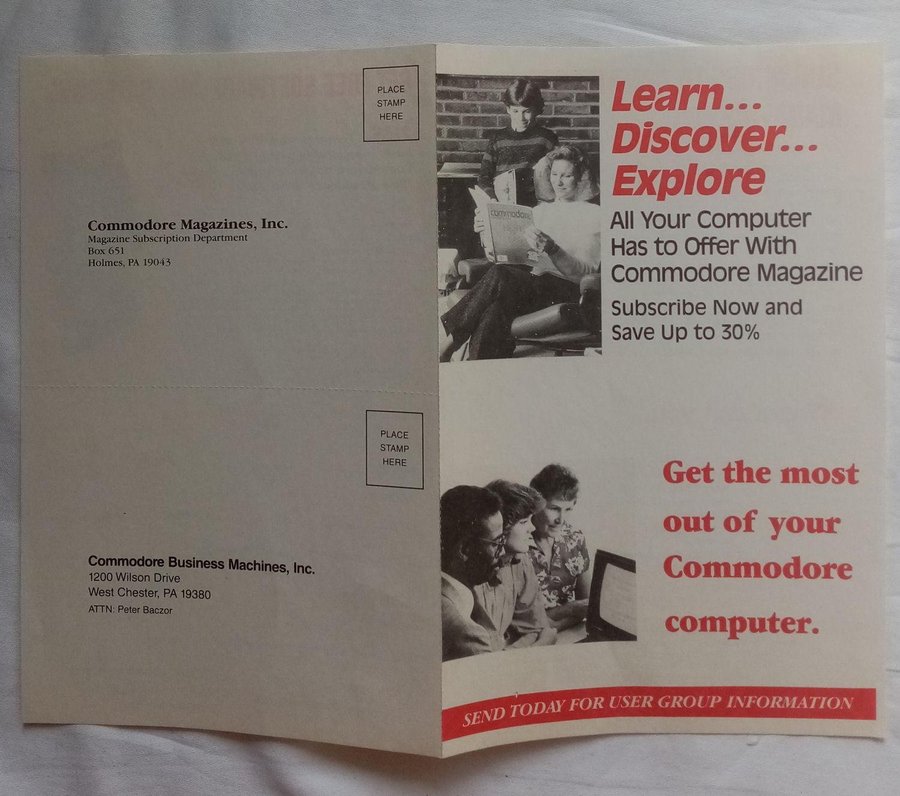 PLACE
STAMP
HERE
Commodore Magazines, Inc.
Magazine Subscription Department
Box 651
Holmes, PA 19043
PLACE
STAMP
HERE
Commodore Business Machines, Inc.
1200 Wilson Drive
West Chester, PA 19380
ATTN: Peter Baczor
commodore
Learn...
Discover...
Explore
All Your Computer
Has to Offer With
Commodore Magazine
Subscribe Now and
Save Up to 30%
Get the most
out of your
Commodore
computer.
SEND TODAY FOR USER GROUP INFORMATION